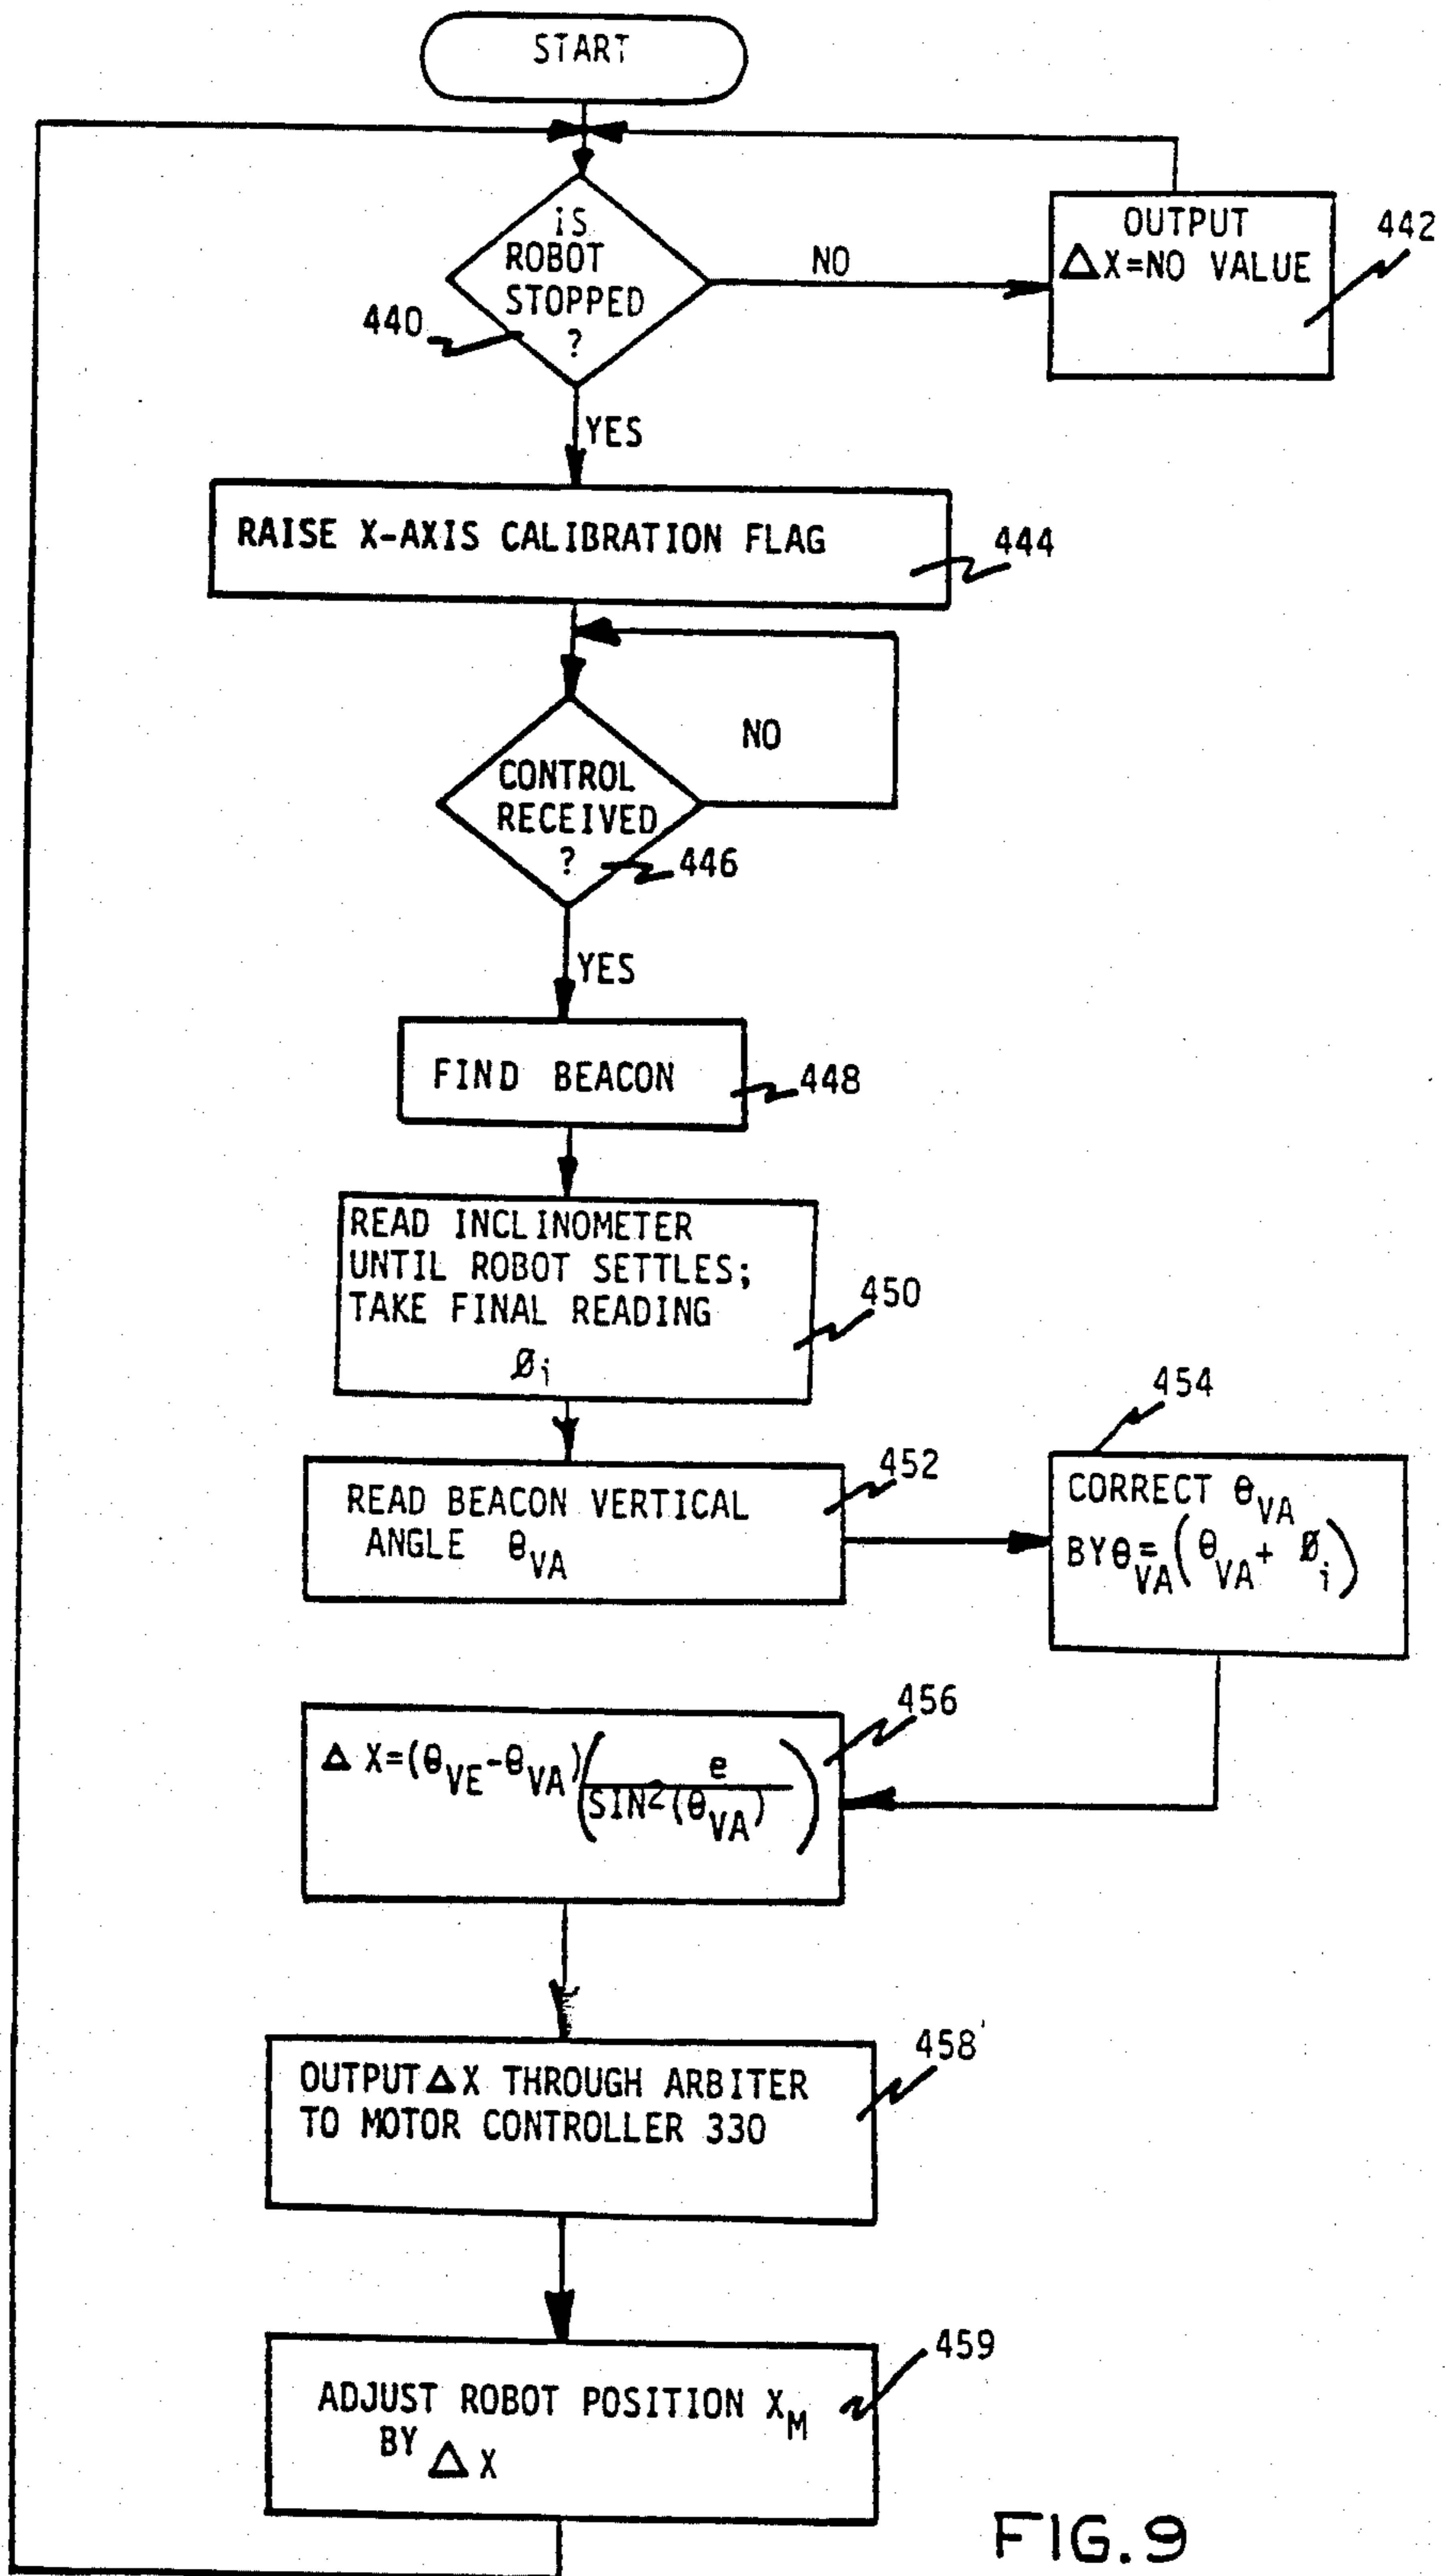 START
iS
ROBOT
STOPPED
?
440
NO
OUTPUT
ΔX=NO VALUE
442
YES
RAISE X-AXIS CALIBRATION FLAG
444
NO
CONTROL
RECEIVED
?
446
YES
FIND BEACON
448
READ INCLINOMETER
UNTIL ROBOT SETTLES;
TAKE FINAL READING
Øi
450
READ BEACON VERTICAL
ANGLE θVA
452
454
CORRECT θVA
BY θVA=(θVA+ Øi)
456
Δ X=(θVE-θVA)(e/SIN²(θVA))
OUTPUT ΔX THROUGH ARBITER
TO MOTOR CONTROLLER 330
458'
ADJUST ROBOT POSITION XM
BY Δ X
459
FIG.9